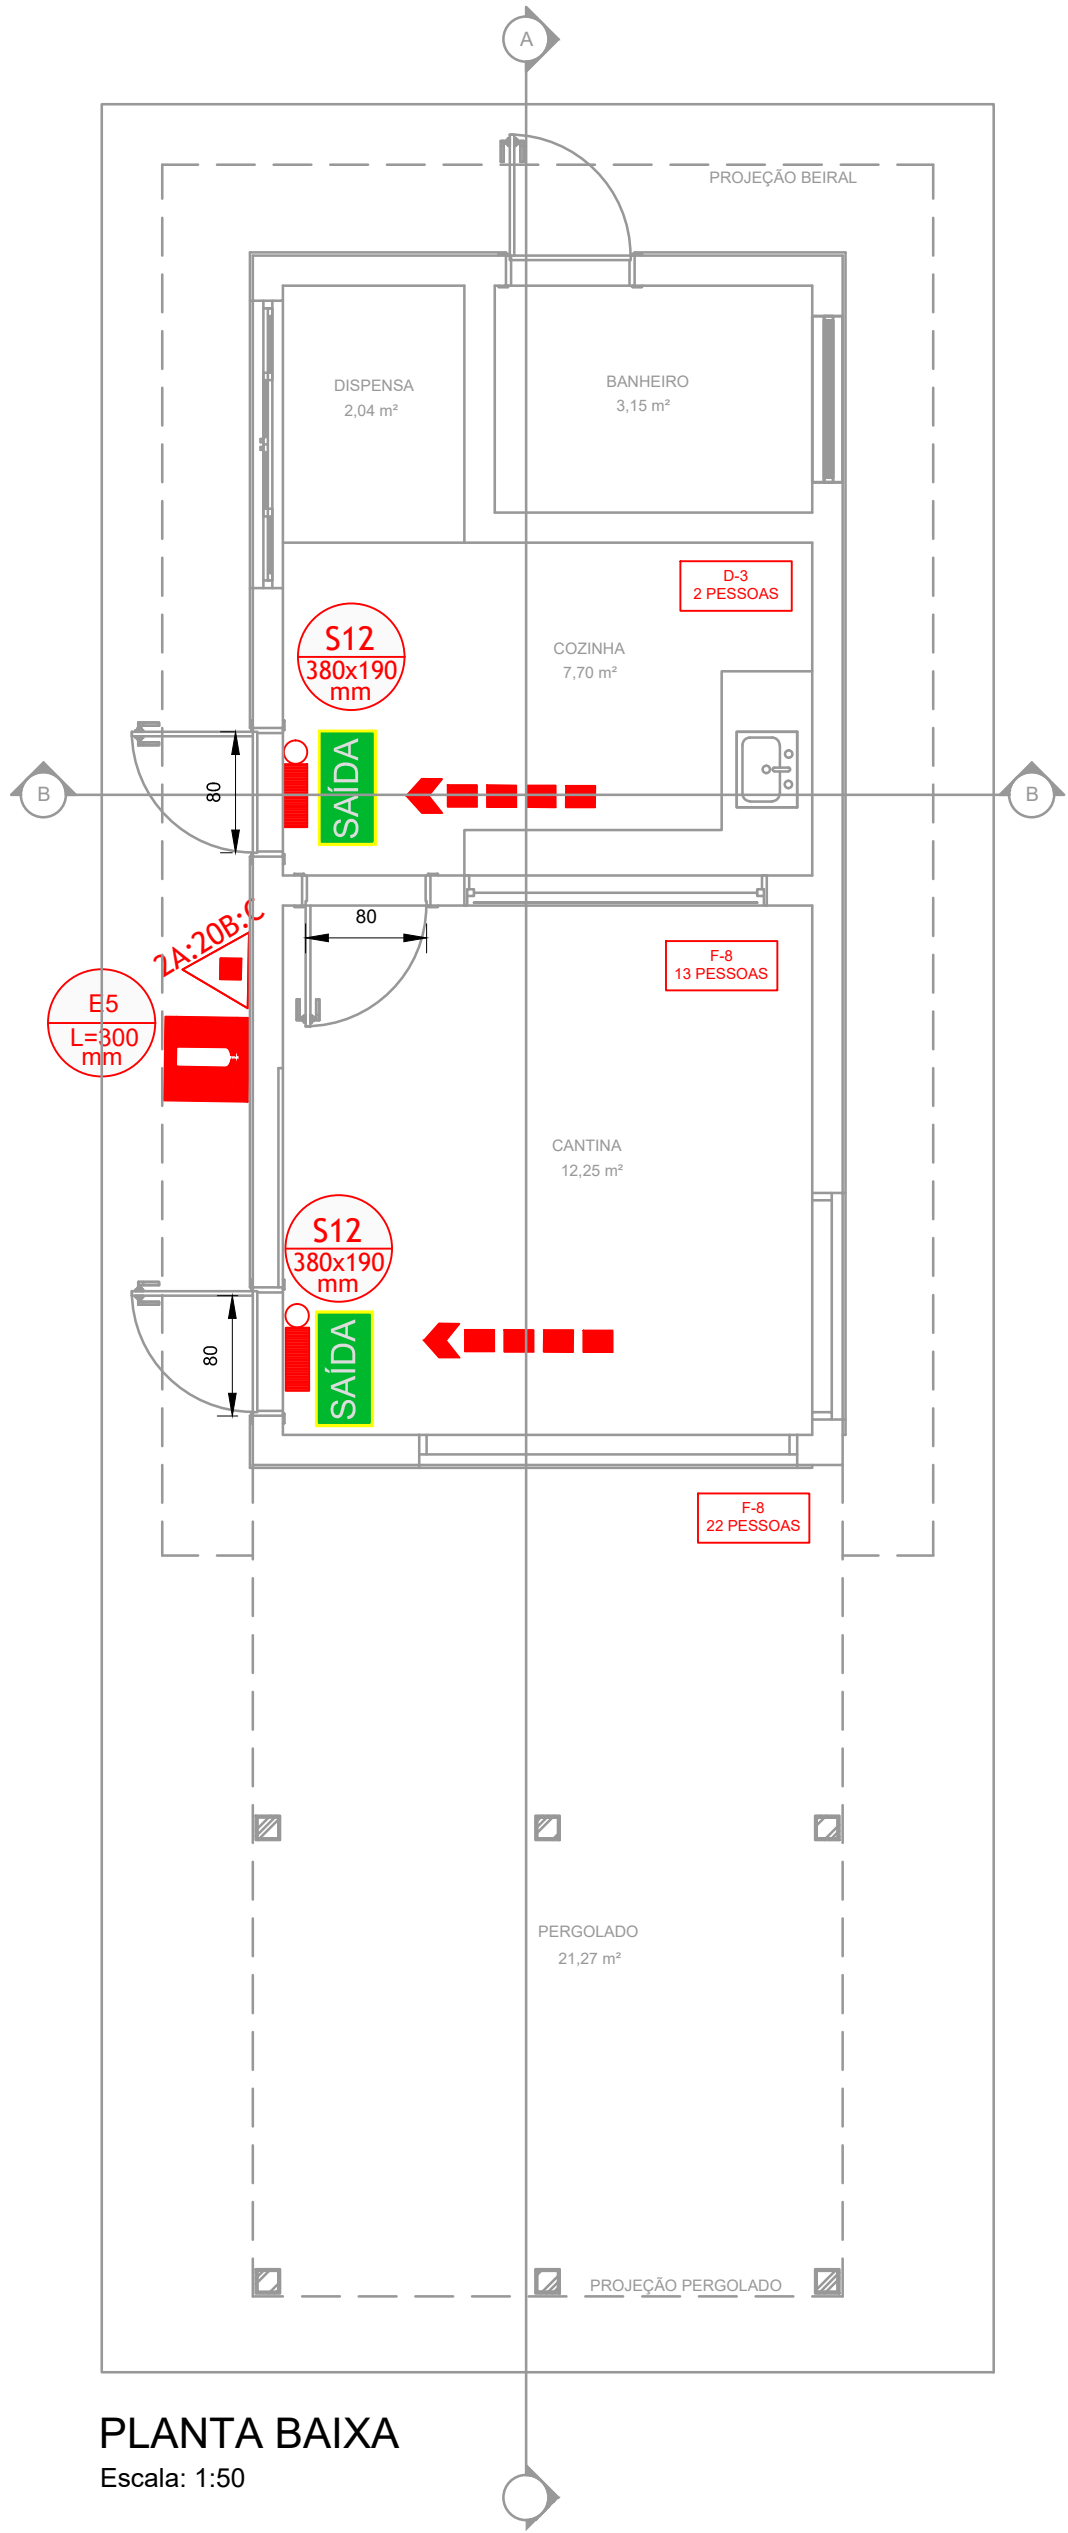 A
PROJEÇÃO BEIRAL
DISPENSA
2,04 m²
BANHEIRO
3,15 m²
D-3
2 PESSOAS
S12
380x190
mm
COZINHA
7,70 m²
SAÍDA
80
B
B
2A:20B:C
80
F-8
13 PESSOAS
E5
L=300
mm
CANTINA
12,25 m²
S12
380x190
mm
SAÍDA
80
F-8
22 PESSOAS
PERGOLADO
21,27 m²
PROJEÇÃO PERGOLADO
PLANTA BAIXA
Escala: 1:50